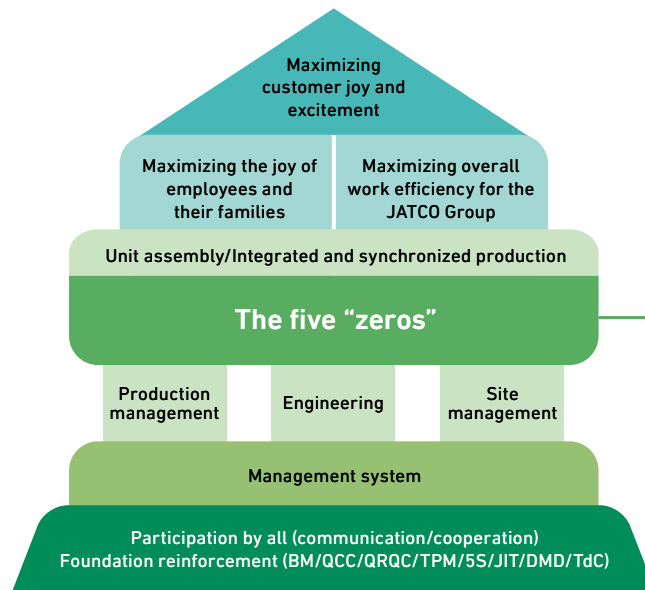 Maximizing
customer joy and
excitement
Maximizing the joy of
employees and
their families
Maximizing overall
work efficiency for the
JATCO Group
Unit assembly/Integrated and synchronized production
The five “zeros”
Production
management
Engineering
Site
management
Management system
Participation by all (communication/cooperation)
Foundation reinforcement (BM/QCC/QRQC/TPM/5S/JIT/DMD/TdC)